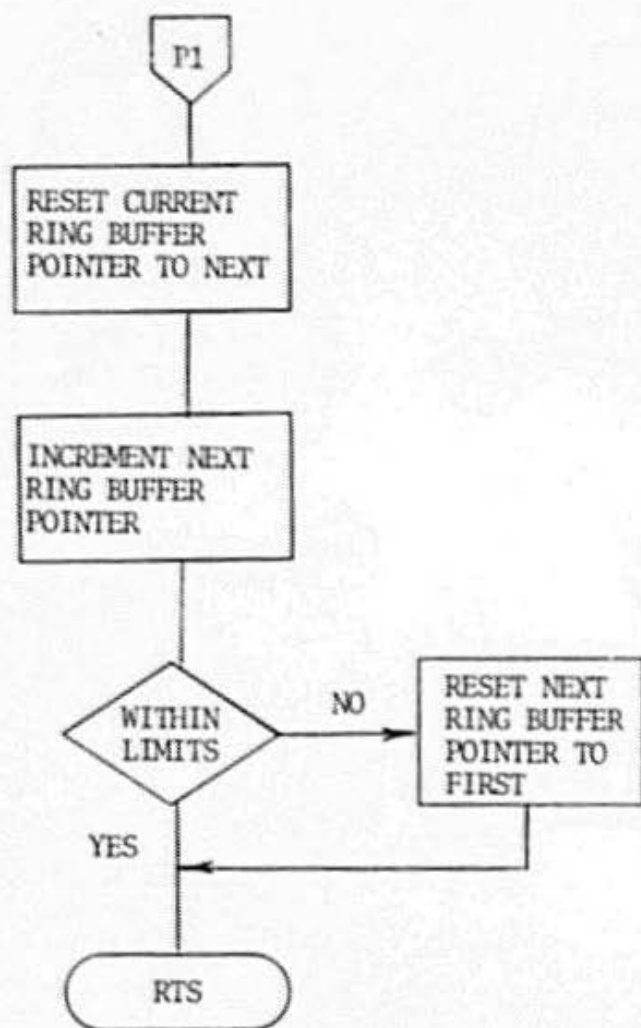 P1
RESET CURRENT
RING BUFFER
POINTER TO NEXT
INCREMENT NEXT
RING BUFFER
POINTER
WITHIN
LIMITS
NO
RESET NEXT
RING BUFFER
POINTER TO
FIRST
YES
RTS